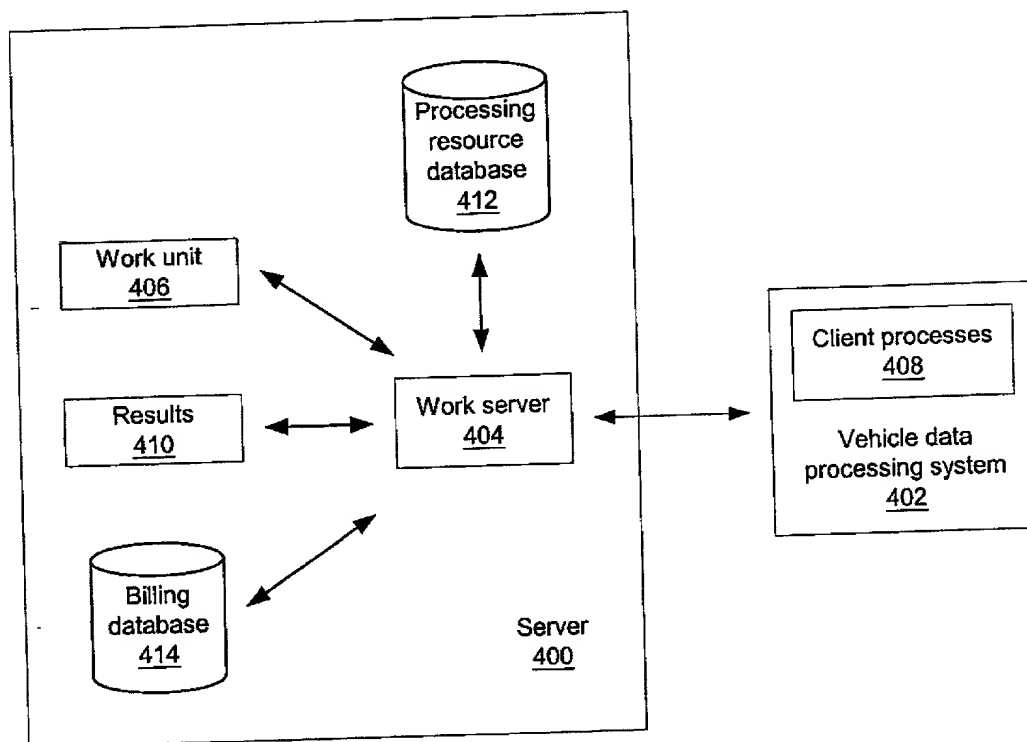 Processing
resource
database
412
Work unit
406
Client processes
408
Results
410
Work server
404
Vehicle data
processing system
402
Billing
database
414
Server
400